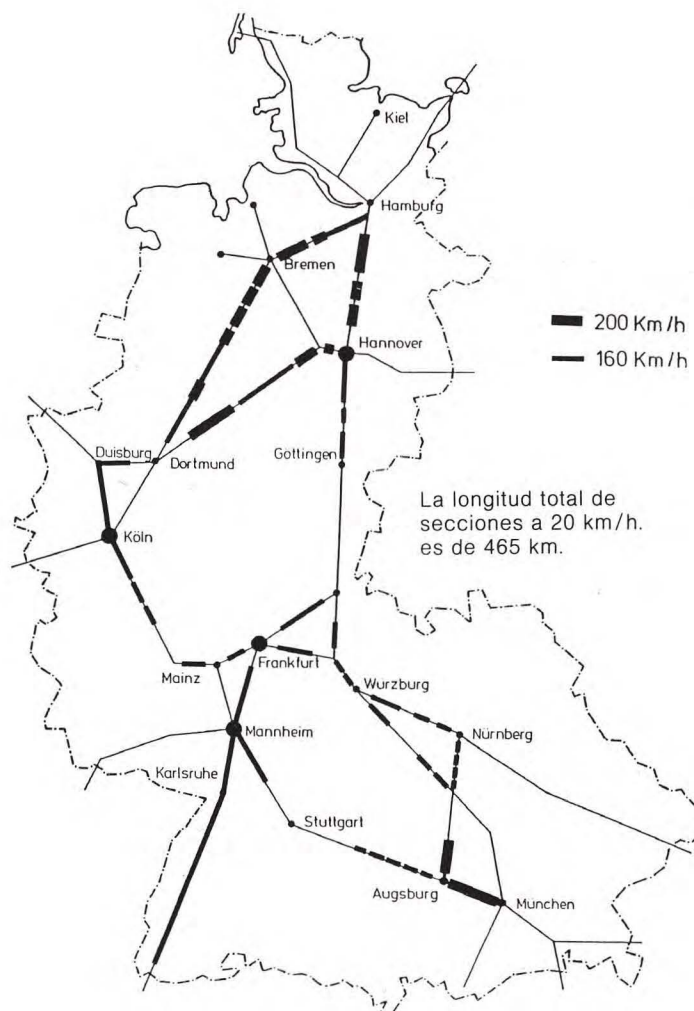 Kiel
Hamburg
Bremen
200 Km/h
Hannover
160 Km/h
Duisburg
Dortmund
Göttingen
La longitud total de
secciones a 20 km/h.
es de 465 km.
Köln
Mainz
Frankfurt
Wurzburg
Mannheim
Nürnberg
Karlsruhe
Stuttgart
Augsburg
Munchen